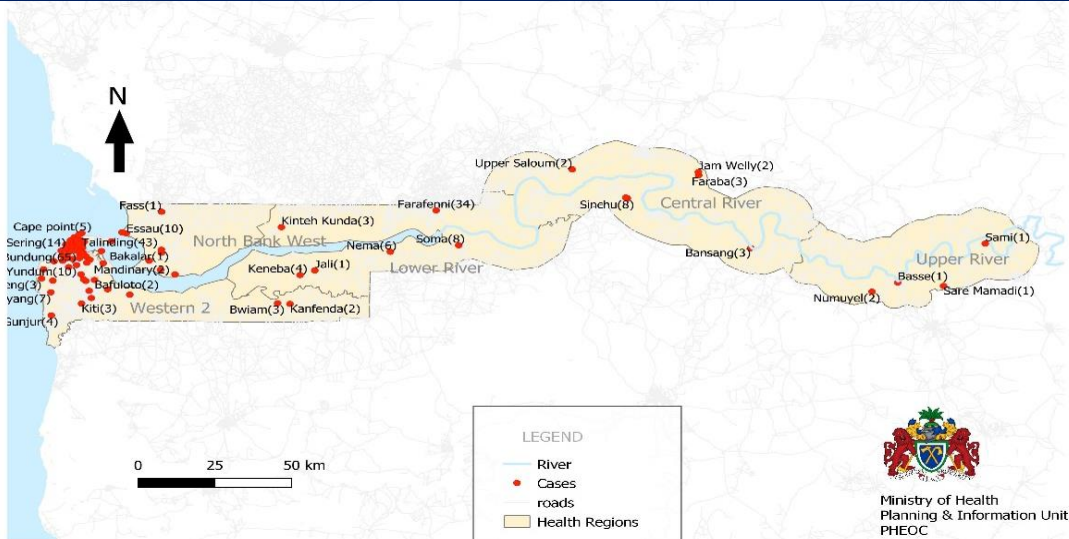 N
Upper Saloum(2)
Jam Welly(2)
Faraba(3)
Fass(1)
Farafenni(34)
Sinchu(8)
Central River
Kinteh Kunda(3)
Cape point(5)
Essau(10)
North Bank West
Sering(14)
Talinding(43)
Nema(6)
Soma(8)
Sami(1)
Bundung(65)
Bakalar(1)
Bansang(3)
Upper River
Yundum(10)
Mandinary(2)
Keneba(4)
Jali(1)
Lower River
Basse(1)
eng(3)
Bafuloto(2)
Sare Mamadi(1)
yang(7)
Numuyel(2)
Kiti(3)
Western 2
Bwiam(3)
Kanfenda(2)
Gunjur(4)
LEGEND
River
Cases
roads
Health Regions
0 25 50 km
Ministry of Health
Planning & Information Unit
PHEOC